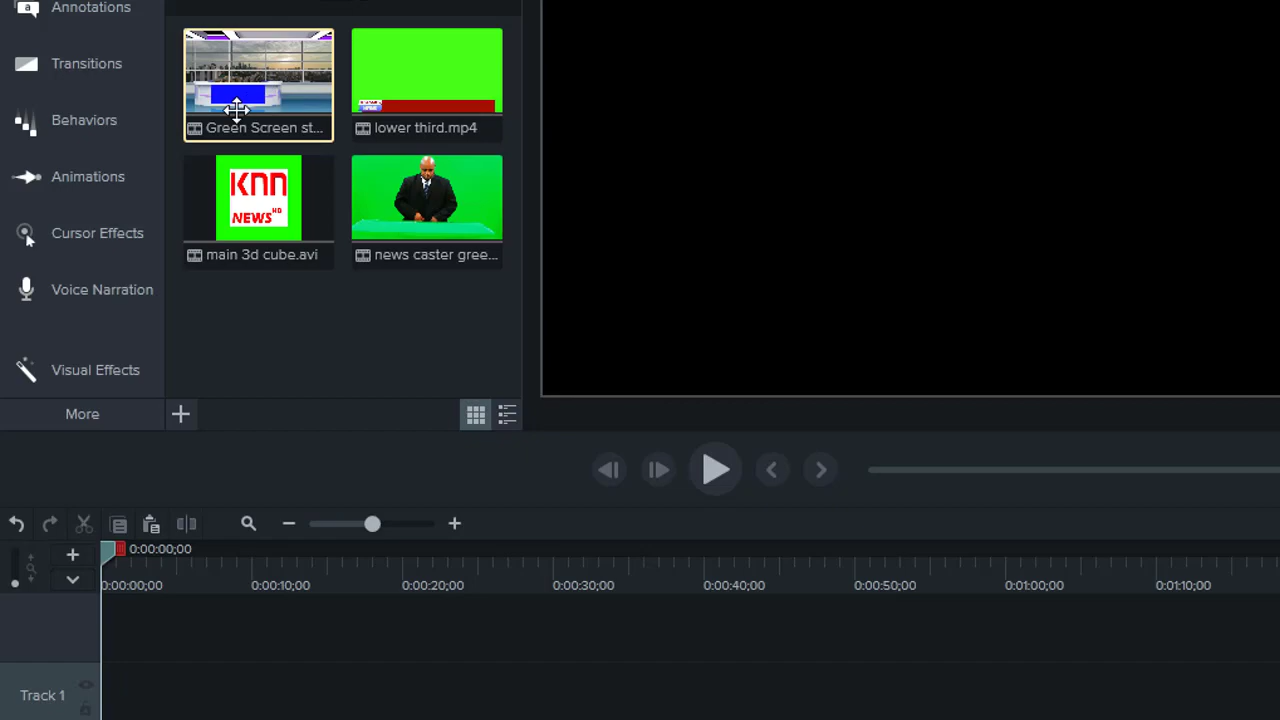 Annotations
Transitions
Behaviors
Animations
Cursor Effects
Voice Narration
Visual Effects
More
Green Screen st...
lower third.mp4
KNN
NEWS HD
main 3d cube.avi
news caster gree...
0:00:00;00
0:00:00;00 0:00:10;00 0:00:20;00 0:00:30;00 0:00:40;00 0:00:50;00 0:01:00;00 0:01:10;00
Track 1